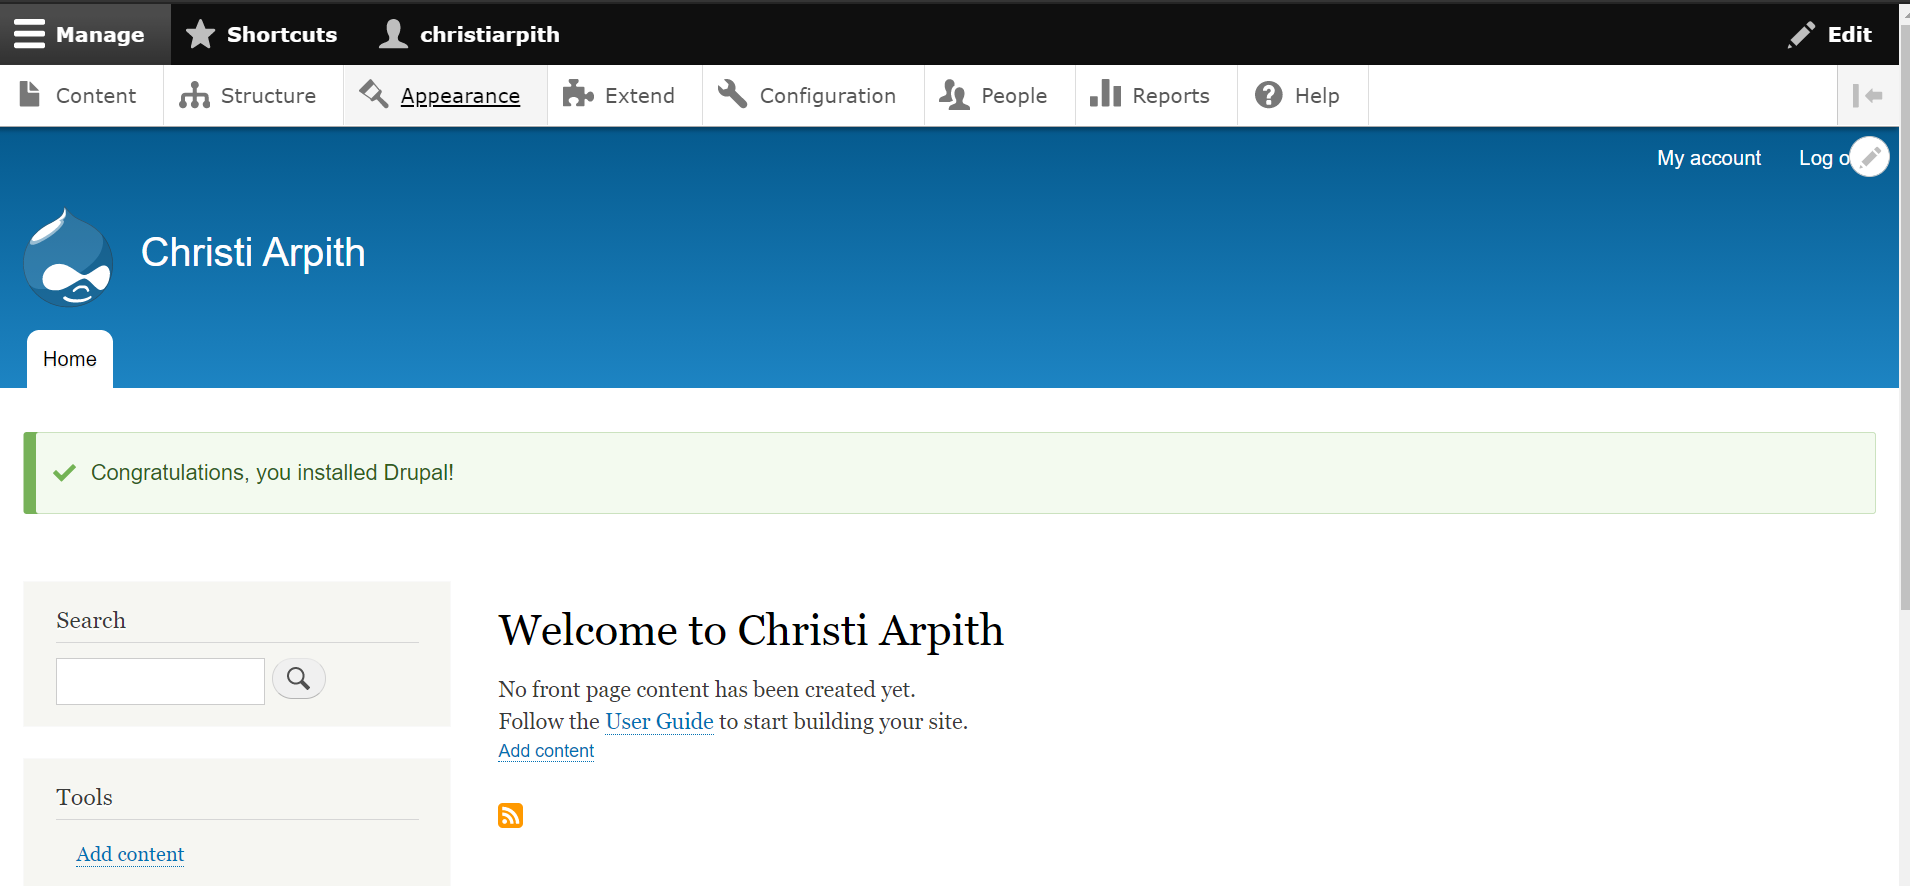 Manage Shortcuts christiarpith Edit
Content Structure Appearance Extend Configuration People Reports Help
My account Log o
Christi Arpith
Home
Congratulations, you installed Drupal!
Search
Welcome to Christi Arpith
No front page content has been created yet.
Follow the User Guide to start building your site.
Add content
Tools
Add content